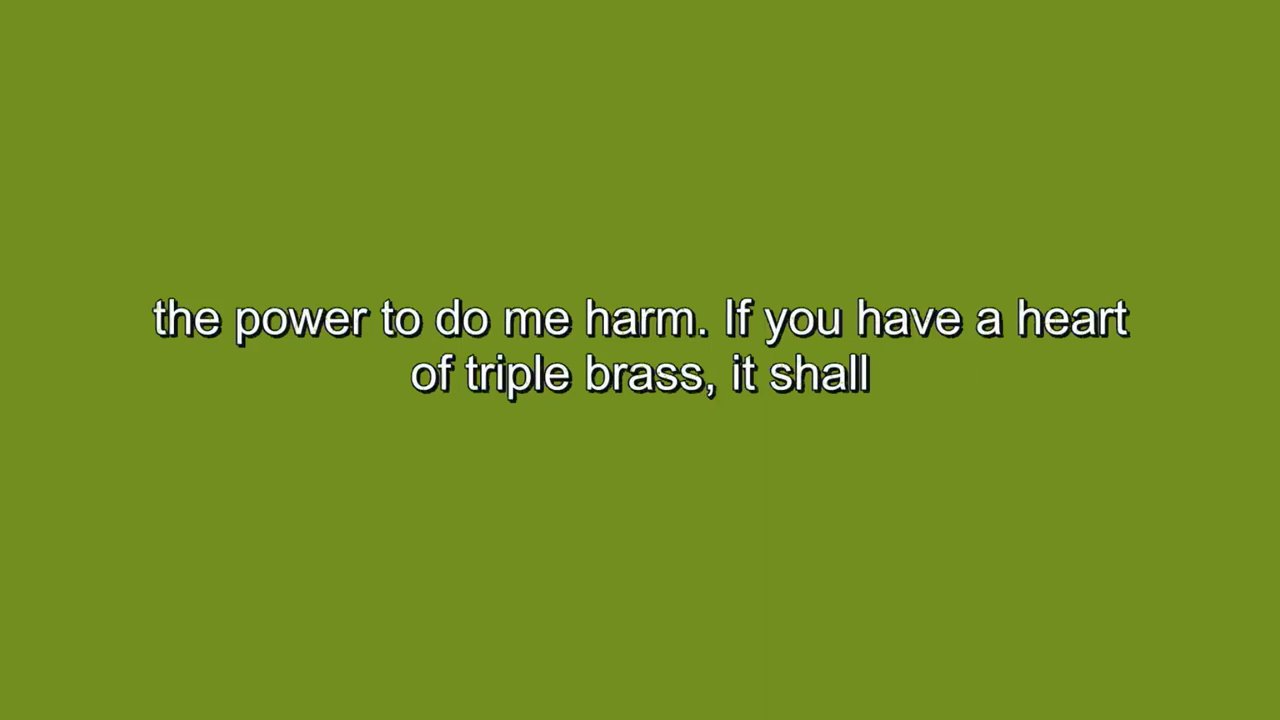 the power to do me harm. If you have a heart
of triple brass, it shall